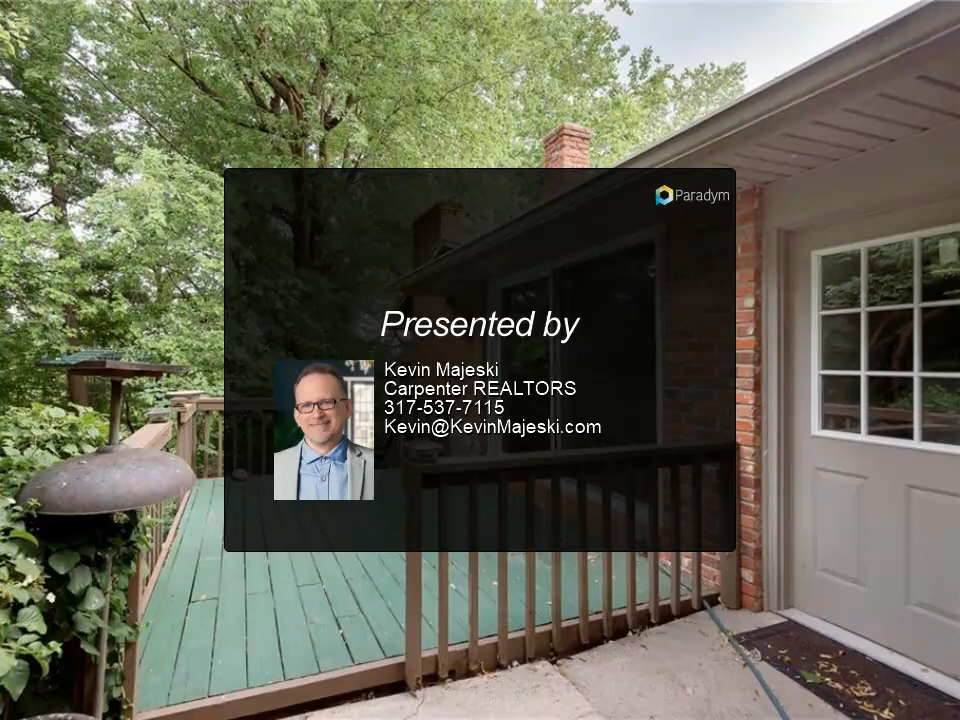 Paradym
Presented by
Kevin Majeski
Carpenter REALTORS
317-537-7115
Kevin@KevinMajeski.com